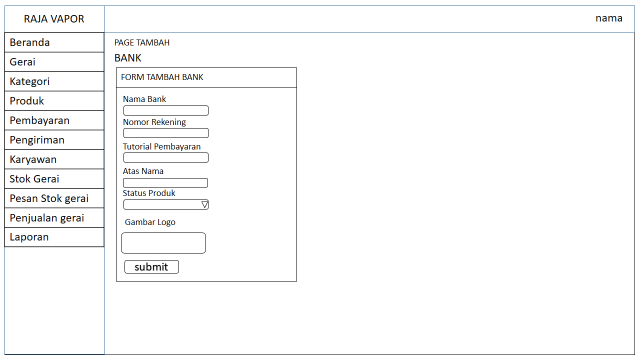 RAJA VAPOR
nama
Beranda
Gerai
Kategori
Produk
Pembayaran
Pengiriman
Karyawan
Stok Gerai
Pesan Stok gerai
Penjualan gerai
Laporan
PAGE TAMBAH
BANK
FORM TAMBAH BANK
Nama Bank
Nomor Rekening
Tutorial Pembayaran
Atas Nama
Status Produk
Gambar Logo
submit